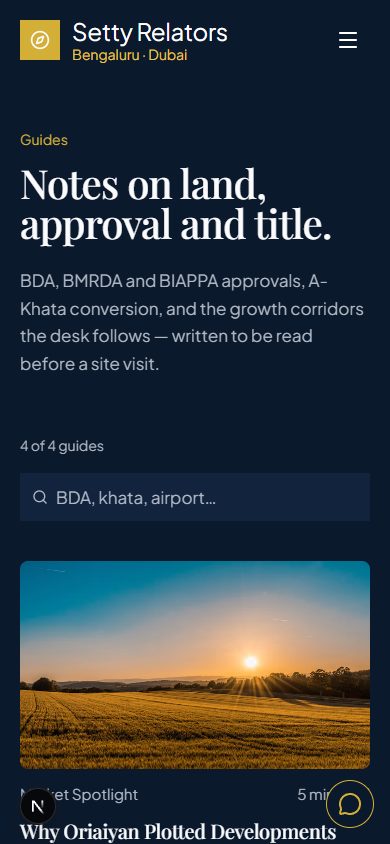 Setty Relators
Bengaluru · Dubai
Guides
Notes on land,
approval and title.
BDA, BMRDA and BIAPPA approvals, A-
Khata conversion, and the growth corridors
the desk follows — written to be read
before a site visit.
4 of 4 guides
BDA, khata, airport...
Spotlight
5
N
Why Oriaiyan Plotted Developments